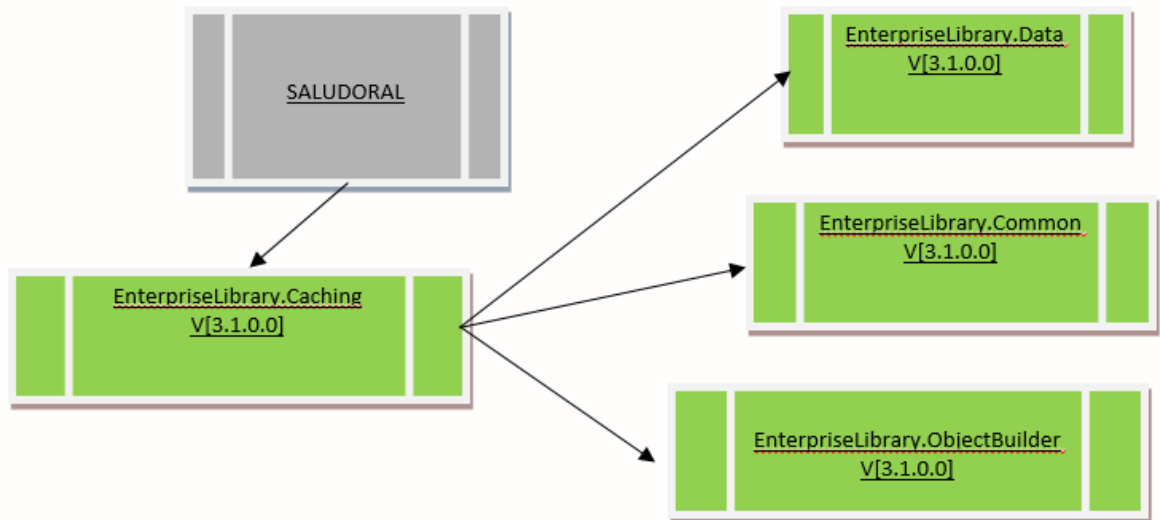 SALUDORAL
EnterpriseLibrary.Data
V[3.1.0.0]
EnterpriseLibrary.Common
V[3.1.0.0]
EnterpriseLibrary.Caching
V[3.1.0.0]
EnterpriseLibrary.ObjectBuilder
V[3.1.0.0]